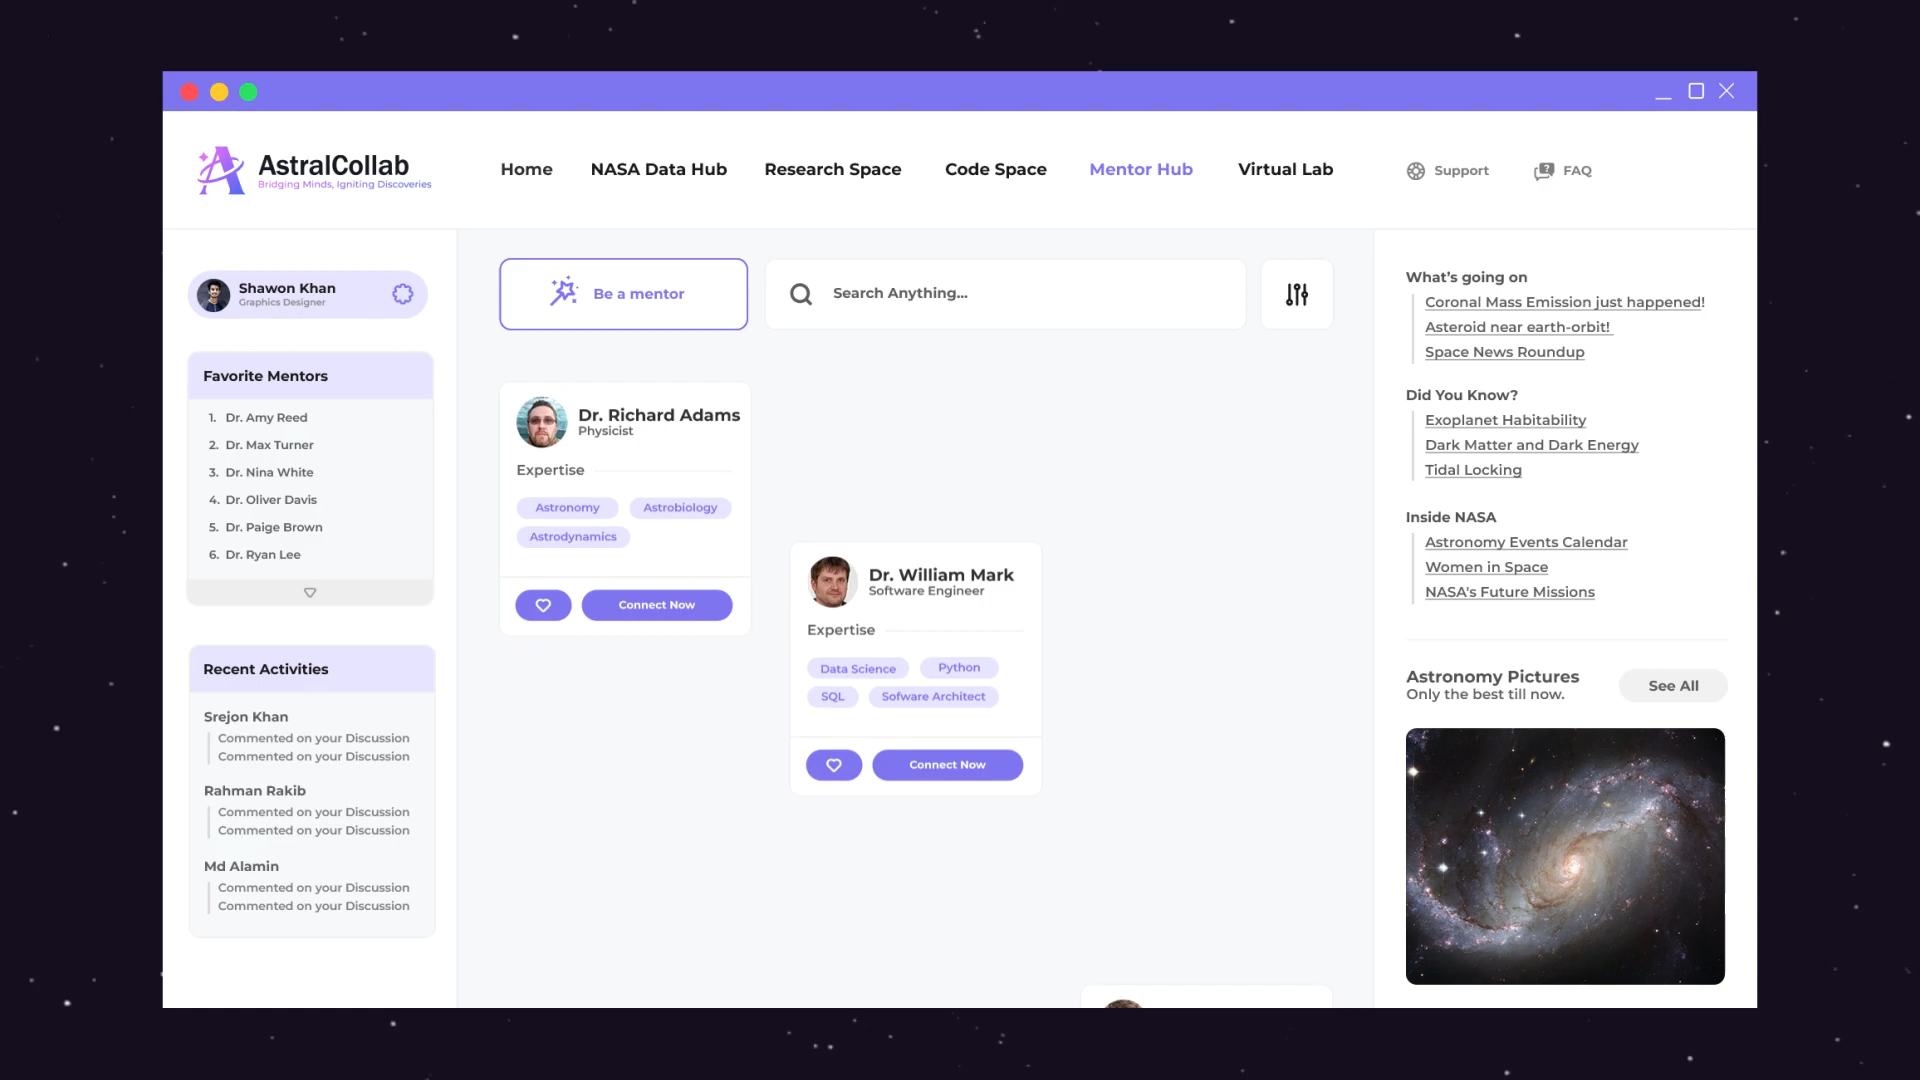 AstralCollab
Bridging Minds, Igniting Discoveries
Home
NASA Data Hub
Research Space
Code Space
Mentor Hub
Virtual Lab
Support
FAQ
Shawon Khan
Graphics Designer
Favorite Mentors
1. Dr. Amy Reed
2. Dr. Max Turner
3. Dr. Nina White
4. Dr. Oliver Davis
5. Dr. Paige Brown
6. Dr. Ryan Lee
Recent Activities
Srejon Khan
Commented on your Discussion
Commented on your Discussion
Rahman Rakib
Commented on your Discussion
Commented on your Discussion
Md Alamin
Commented on your Discussion
Commented on your Discussion
Be a mentor
Search Anything...
Dr. Richard Adams
Physicist
Expertise
Astronomy
Astrobiology
Astrodynamics
Connect Now
Dr. William Mark
Software Engineer
Expertise
Data Science
Python
SQL
Sofware Architect
Connect Now
What's going on
Coronal Mass Emission just happened!
Asteroid near earth-orbit!
Space News Roundup
Did You Know?
Exoplanet Habitability
Dark Matter and Dark Energy
Tidal Locking
Inside NASA
Astronomy Events Calendar
Women in Space
NASA's Future Missions
Astronomy Pictures
Only the best till now.
See All